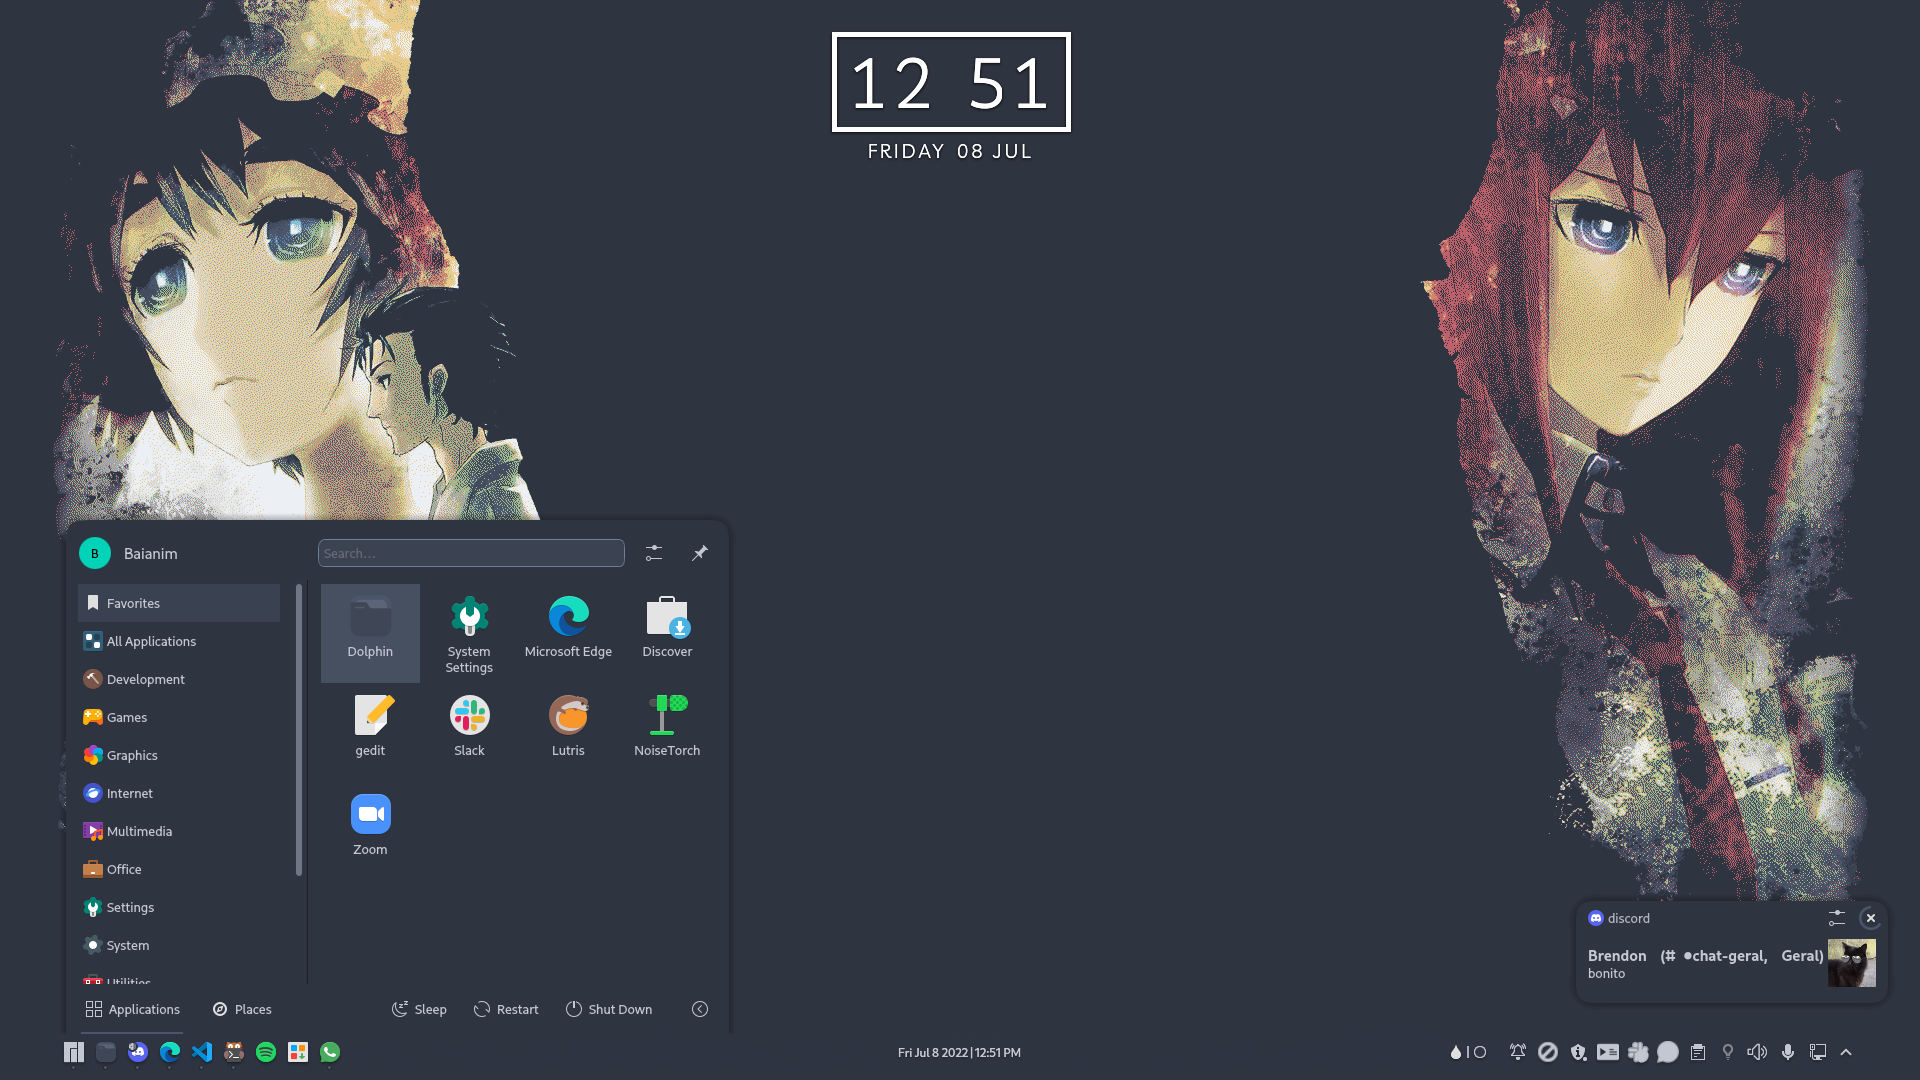 12 51
FRIDAY 08 JUL
B
Baianim
Search...
Favorites
All Applications
Development
Games
Graphics
Internet
Multimedia
Office
Settings
System
Utilities
Dolphin
System
Settings
Microsoft Edge
Discover
gedit
Slack
Lutris
NoiseTorch
Zoom
Applications
Places
Sleep
Restart
Shut Down
discord
Brendon (# •chat-geral, Geral)
bonito
Fri Jul 8 2022 | 12:51 PM